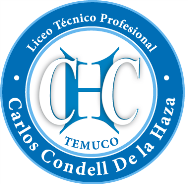 Liceo Técnico Profesional
CHC
TEMUCO
Carlos Condell De la Haza